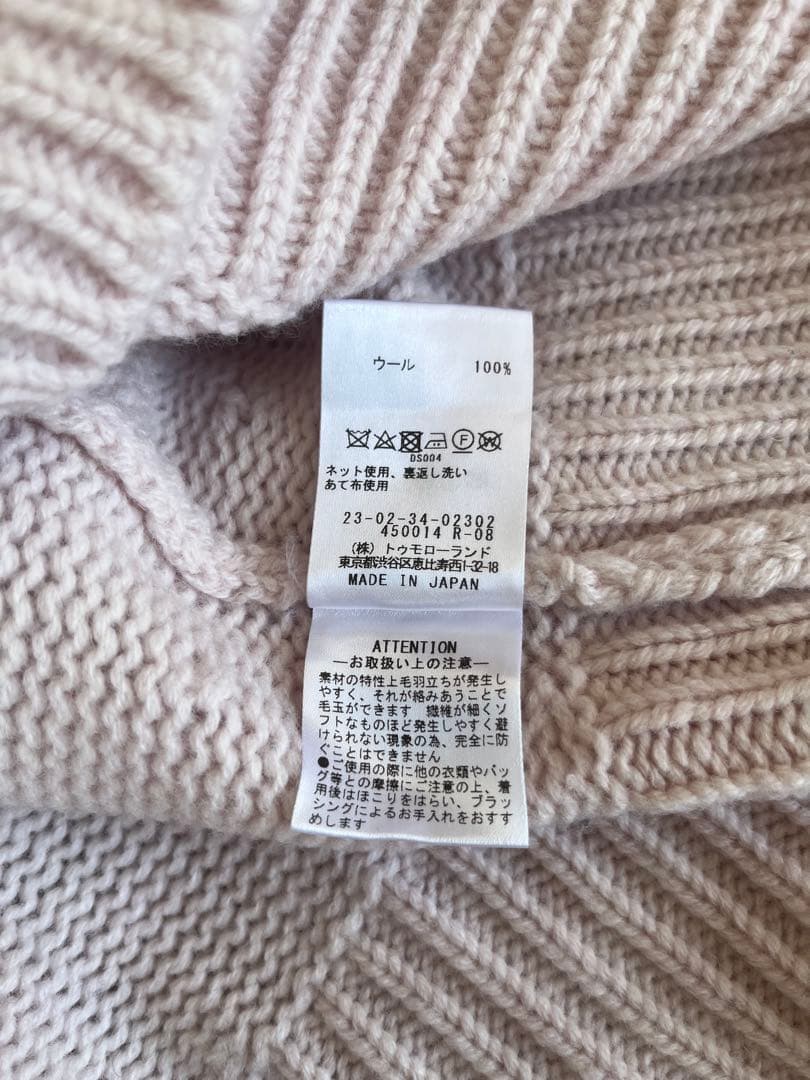 ウール 100%
F W
DS004
ネット使用、裏返し洗い
あて布使用
23-02-34-02302
450014 R-08
(株) トゥモローランド
東京都渋谷区恵比寿西1-32-18
MADE IN JAPAN
ATTENTION
―お取扱い上の注意―
素材の特性上毛羽立ちが発生し
やすく、それが絡みあうことで
毛玉ができます 繊維が細くソ
フトなものほど発生しやすく避
けられない現象の為、完全に防
ぐことはできません
●ご使用の際に他の衣類やバッ
グ等との摩擦にご注意の上、着
用後はほこりをはらい、ブラッ
シングによるお手入れをおすす
めします